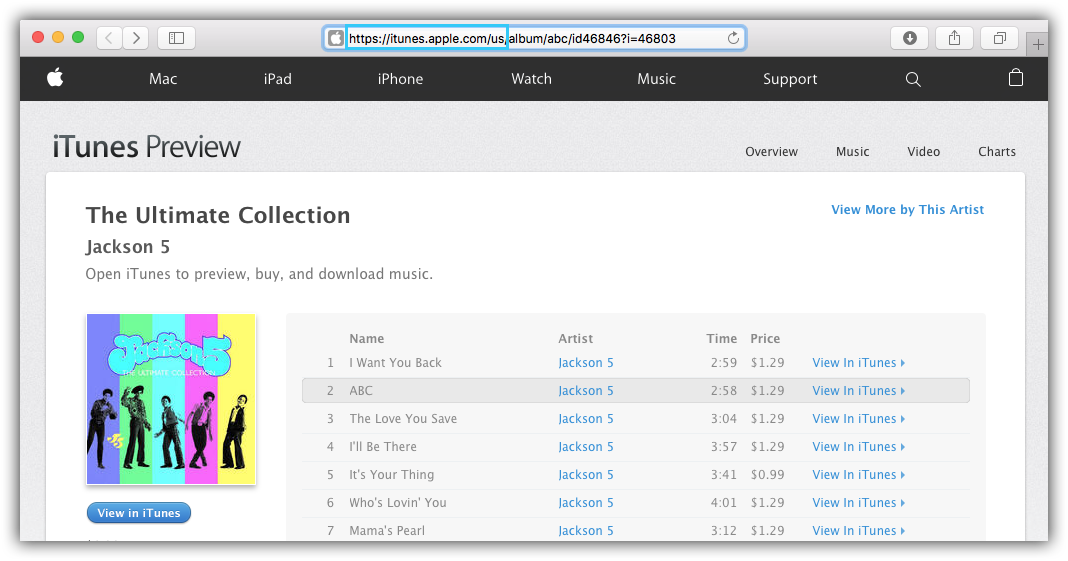 https://itunes.apple.com/us/album/abc/id46846?i=46803
Mac iPad iPhone Watch Music Support
iTunes Preview
Overview Music Video Charts
The Ultimate Collection
View More by This Artist
Jackson 5
Open iTunes to preview, buy, and download music.
Jackson 5
THE ULTIMATE COLLECTION
J5
View in iTunes
Name Artist Time Price
1 I Want You Back Jackson 5 2:59 $1.29 View In iTunes
2 ABC Jackson 5 2:58 $1.29 View In iTunes
3 The Love You Save Jackson 5 3:04 $1.29 View In iTunes
4 I'll Be There Jackson 5 3:57 $1.29 View In iTunes
5 It's Your Thing Jackson 5 3:41 $0.99 View In iTunes
6 Who's Lovin' You Jackson 5 4:01 $1.29 View In iTunes
7 Mama's Pearl Jackson 5 3:12 $1.29 View In iTunes